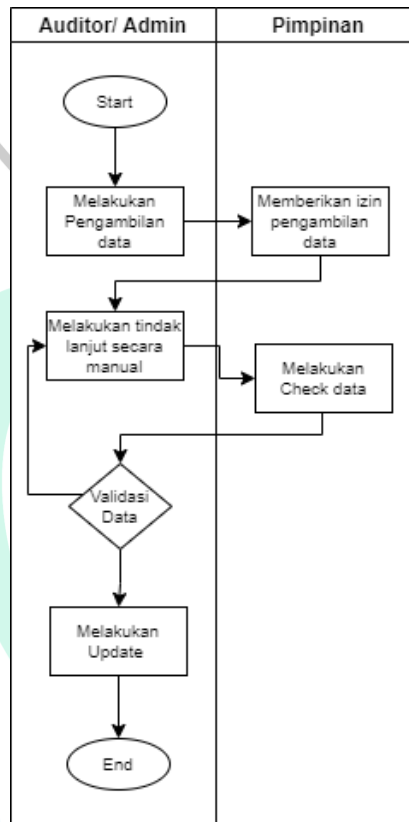 Auditor/ Admin
Pimpinan
Start
Melakukan
Pengambilan
data
Memberikan izin
pengambilan
data
Melakukan tindak
lanjut secara
manual
Melakukan
Check data
Validasi
Data
Melakukan
Update
End